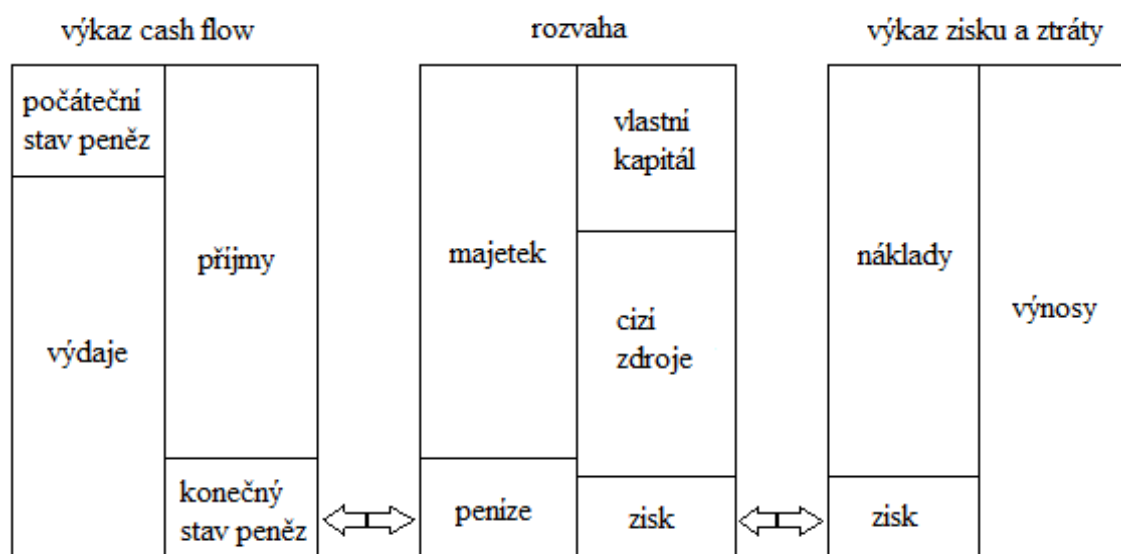 výkaz cash flow
rozvaha
výkaz zisku a ztráty
počáteční
stav peněz
výdaje
příjmy
konečný
stav peněz
majetek
peníze
vlastní
kapitál
cizí
zdroje
zisk
náklady
zisk
výnosy